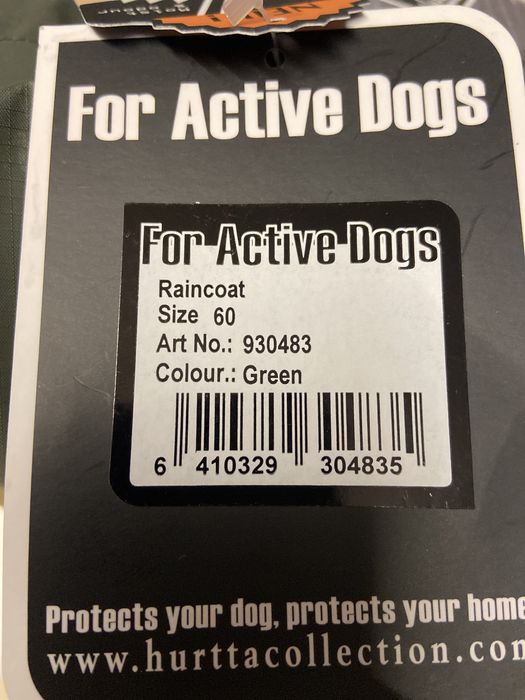 For Active Dogs
For Active Dogs
Raincoat
Size 60
Art No.: 930483
Colour.: Green
6 410329 304835
Protects your dog, protects your home
www.hurttacollection.com